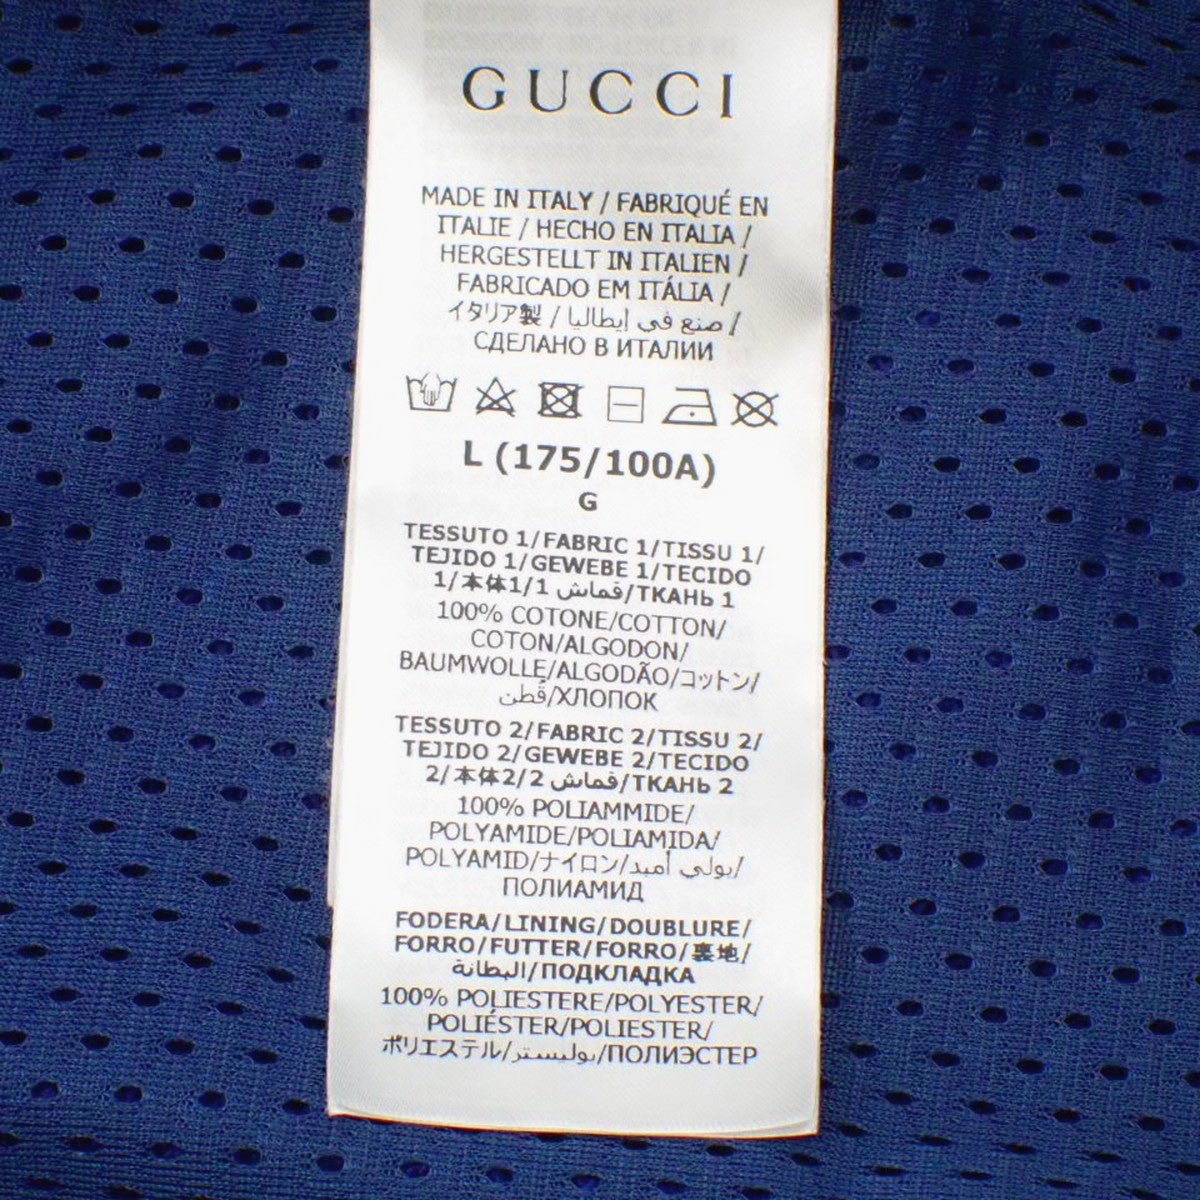 GUCCI
MADE IN ITALY / FABRIQUÉ EN
ITALIE / HECHO EN ITALIA /
HERGESTELLT IN ITALIEN /
FABRICADO EM ITÁLIA /
イタリア製 / صنع في إيطاليا /
СДЕЛАНО В ИТАЛИИ
L (175/100A)
G
TESSUTO 1/FABRIC 1/TISSU 1/
TEJIDO 1/GEWEBE 1/TECIDO
1/本体1/1 قماش/ТКАНЬ 1
100% COTONE/COTTON/
COTON/ALGODON/
BAUMWOLLE/ALGODÃO/コットン/
قُطن/ХЛОПОК
TESSUTO 2/FABRIC 2/TISSU 2/
TEJIDO 2/GEWEBE 2/TECIDO
2/本体2/2 قماش/ТКАНЬ 2
100% POLIAMMIDE/
POLYAMIDE/POLIAMIDA/
POLYAMID/ナイロン/بولي أميد/
ПОЛИАМИД
FODERA/LINING/DOUBLURE/
FORRO/FUTTER/FORRO/裏地/
البطانة/ПОДКЛАДКА
100% POLIESTERE/POLYESTER/
POLIÉSTER/POLIESTER/
ポリエステル/بوليستر/ПОЛИЭСТЕР